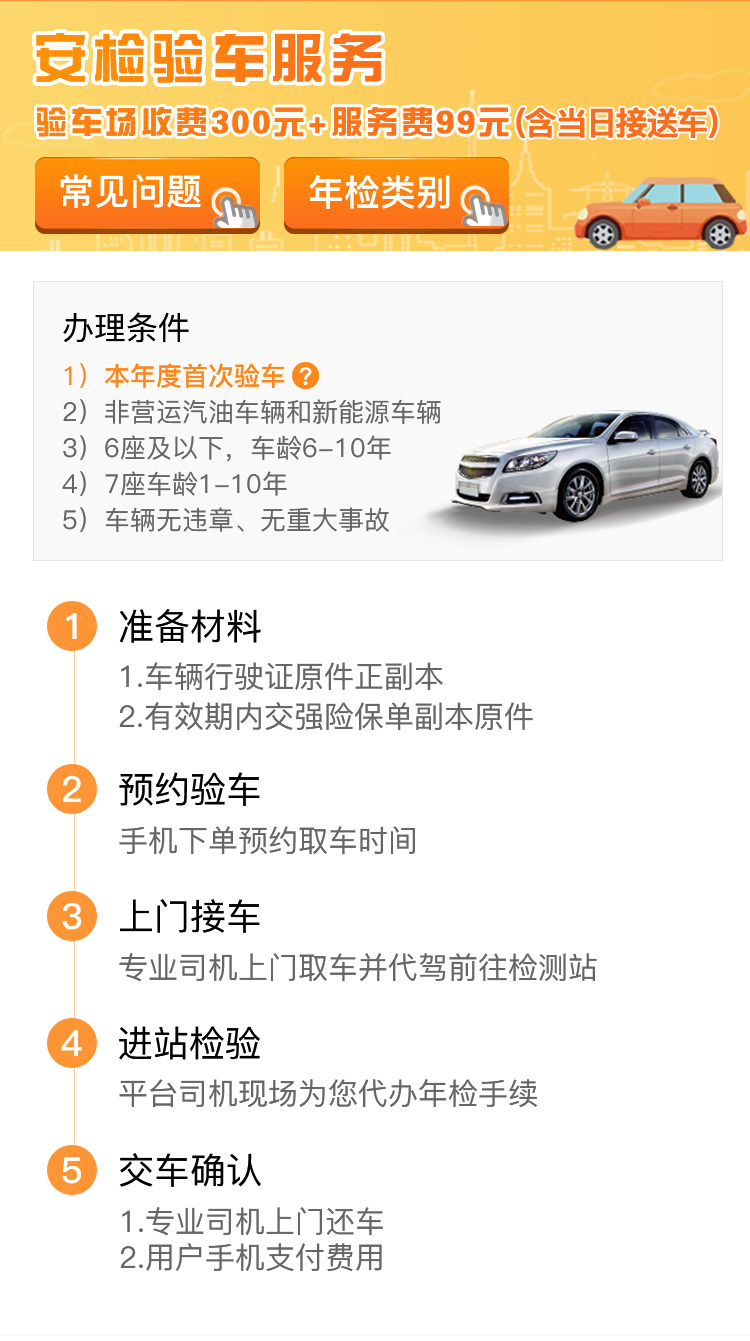 安检验车服务
验车场收费300元+服务费99元(含当日接送车)
常见问题
年检类别
办理条件
1）本年度首次验车 ?
2）非营运汽油车辆和新能源车辆
3）6座及以下，车龄6-10年
4）7座车龄1-10年
5）车辆无违章、无重大事故
1 准备材料
1.车辆行驶证原件正副本
2.有效期内交强险保单副本原件
2 预约验车
手机下单预约取车时间
3 上门接车
专业司机上门取车并代驾前往检测站
4 进站检验
平台司机现场为您代办年检手续
5 交车确认
1.专业司机上门还车
2.用户手机支付费用